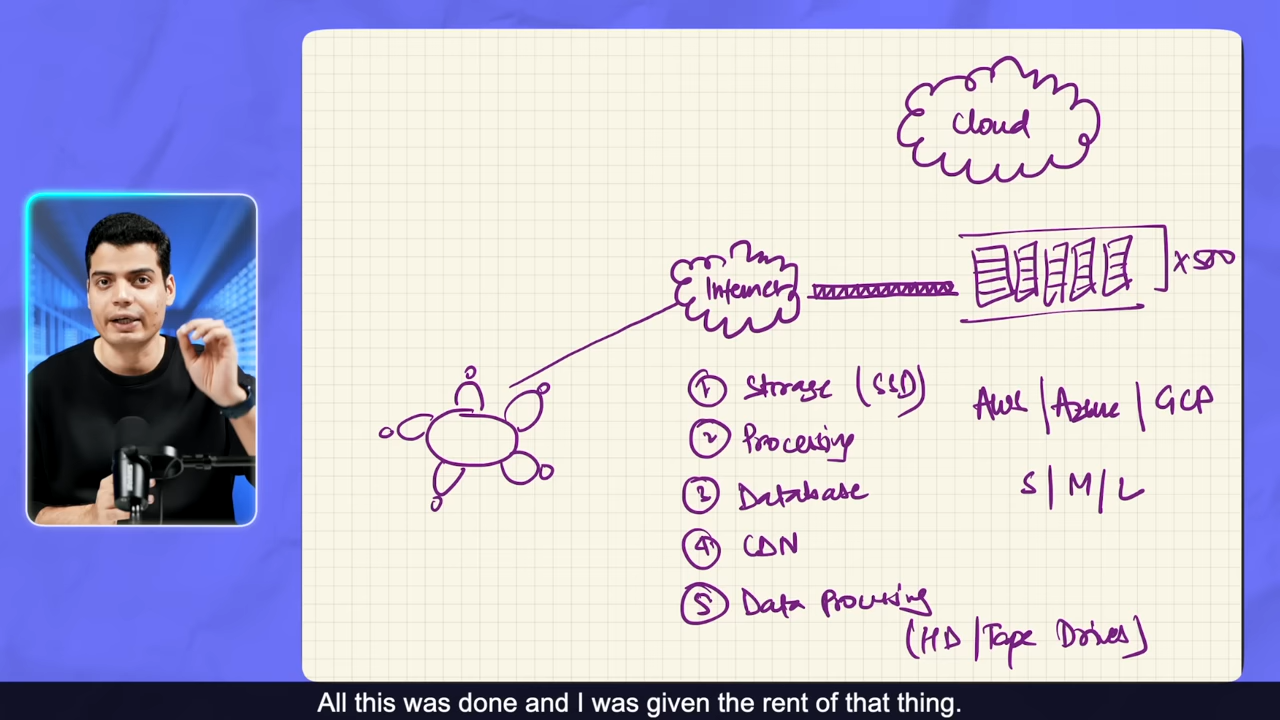 Cloud
Internet
x500
1 Storage (SSD)
AWS | Azure | GCP
2 Processing
3 Database
S | M | L
4 CDN
5 Data Processing
(HD | Tape Drives)
All this was done and I was given the rent of that thing.